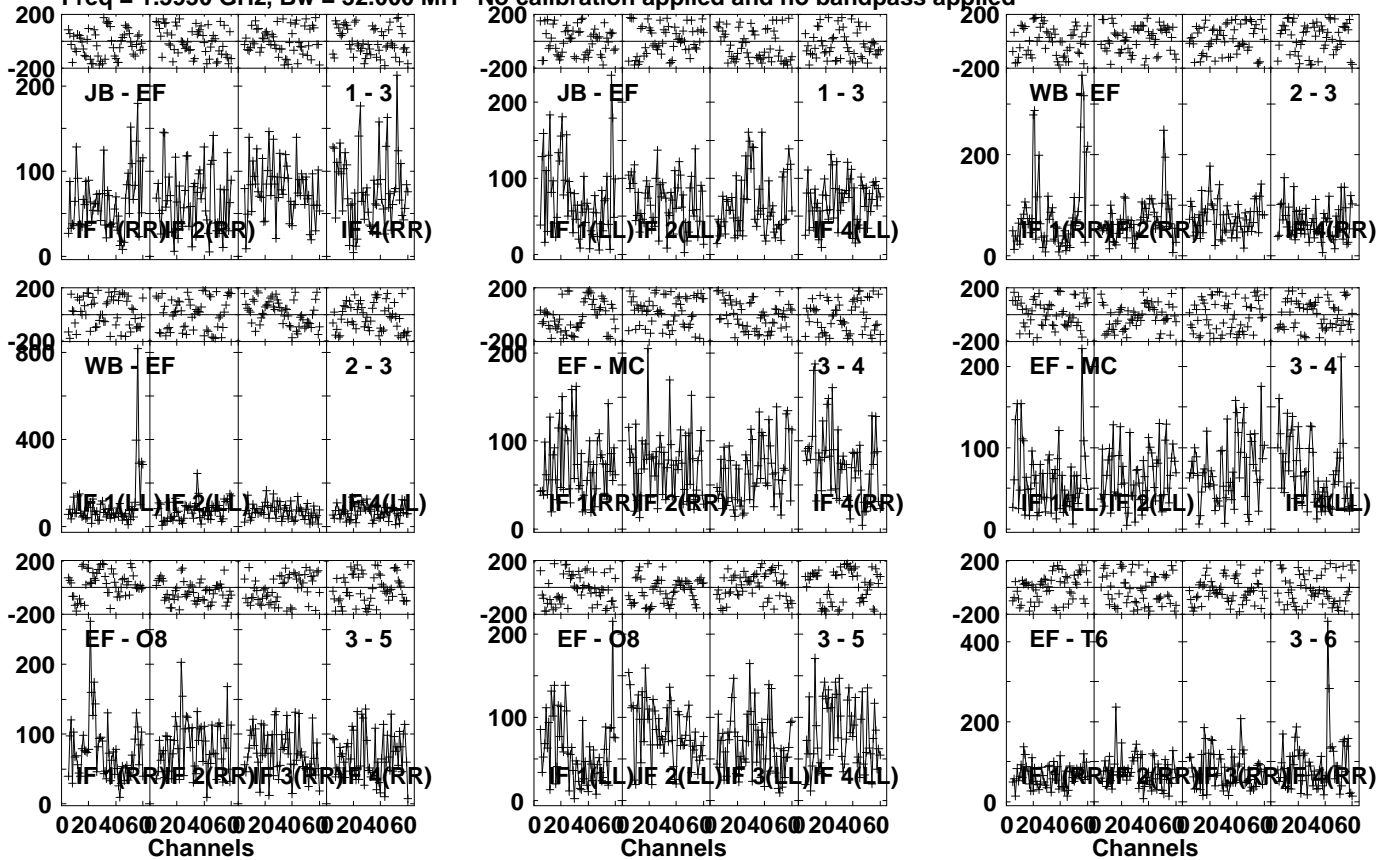 No calibration applied and no bandpass applied
200 200 200
-200 -200 -200
JB - EF 1 - 3 JB - EF 1 - 3 WB - EF 2 - 3
200 200
200
100 100
IF 1(RR) IF 2(RR) IF 4(RR) IF 1(LL) IF 2(LL) IF 4(LL) IF 1(RR) IF 2(RR) IF 4(RR)
0 0 0
200 200 200
-200 -200
800 200 200
WB - EF 2 - 3 EF - MC 3 - 4 EF - MC 3 - 4
400 100 100
IF 1(LL) IF 2(LL) IF 4(LL) IF 1(RR) IF 2(RR) IF 4(RR) IF 1(LL) IF 2(LL) IF 4(LL)
0 0 0
200 200 200
-200 -200 -200
EF - O8 3 - 5 EF - O8 3 - 5 EF - T6 3 - 6
200 200 400
100 100 200
IF 1(RR) IF 2(RR) IF 3(RR) IF 4(RR) IF 1(LL) IF 2(LL) IF 3(LL) IF 4(LL) IF 1(RR) IF 2(RR) IF 3(RR) IF 4(RR)
0 0 0
0 20 40 60 0 20 40 60 0 20 40 60 0 20 40 60 0 20 40 60 0 20 40 60 0 20 40 60 0 20 40 60 0 20 40 60 0 20 40 60 0 20 40 60 0 20 40 60
Channels Channels Channels